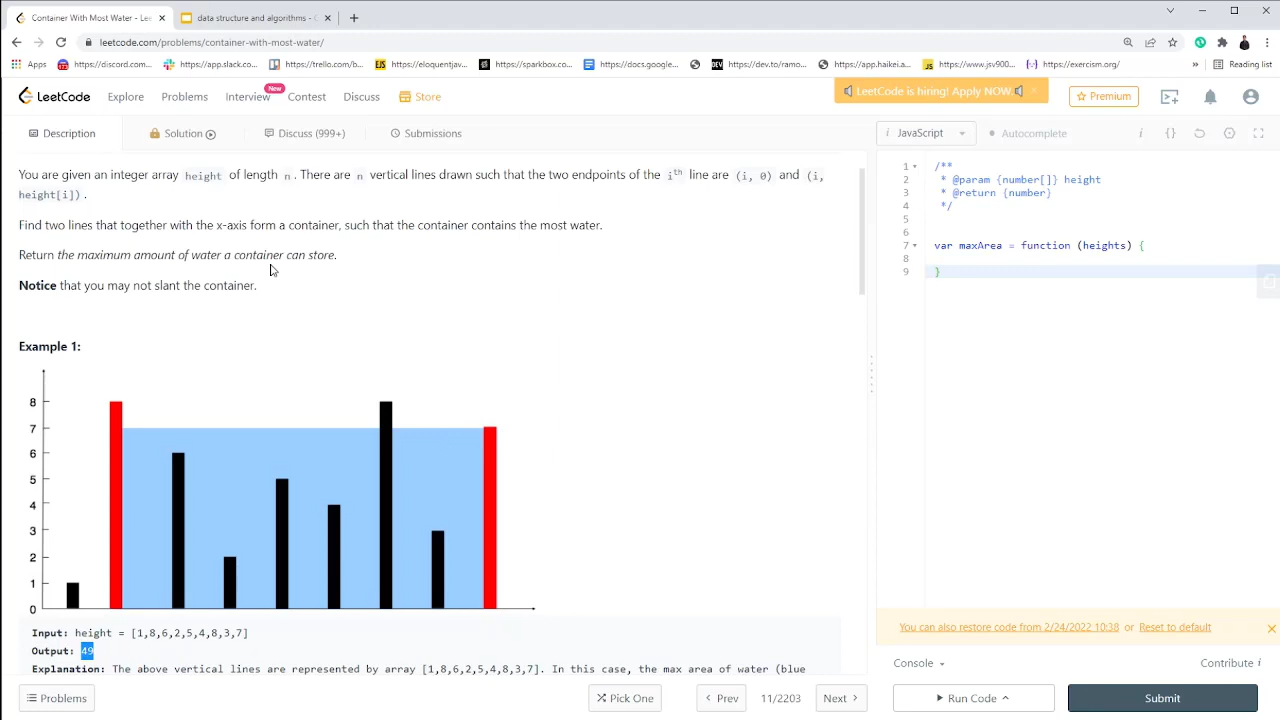 Container With Most Water - Lee
data structure and algorithms - C
leetcode.com/problems/container-with-most-water/
Apps
https://discord.com...
https://app.slack.co...
https://trello.com/b...
https://eloquentjav...
https://sparkbox.co...
https://docs.google...
https://dev.to/ramo...
https://app.haikei.a...
https://www.jsv900...
https://exercism.org/
»
Reading list
LeetCode
Explore
Problems
Interview
New
Contest
Discuss
Store
LeetCode is hiring! Apply NOW.
Premium
Description
Solution
Discuss (999+)
Submissions
i JavaScript
Autocomplete
i {}
You are given an integer array height of length n. There are n vertical lines drawn such that the two endpoints of the ith line are (i, 0) and (i,
height[i]).
Find two lines that together with the x-axis form a container, such that the container contains the most water.
Return the maximum amount of water a container can store.
Notice that you may not slant the container.
Example 1:
8
7
6
5
4
3
2
1
0
Input: height = [1,8,6,2,5,4,8,3,7]
Output: 49
Explanation: The above vertical lines are represented by array [1,8,6,2,5,4,8,3,7]. In this case, the max area of water (blue
1 /**
2 * @param {number[]} height
3 * @return {number}
4 */
5
6
7 var maxArea = function (heights) {
8
9 }
You can also restore code from 2/24/2022 10:38 or Reset to default
Console
Contribute i
Problems
Pick One
Prev
11/2203
Next
Run Code
Submit